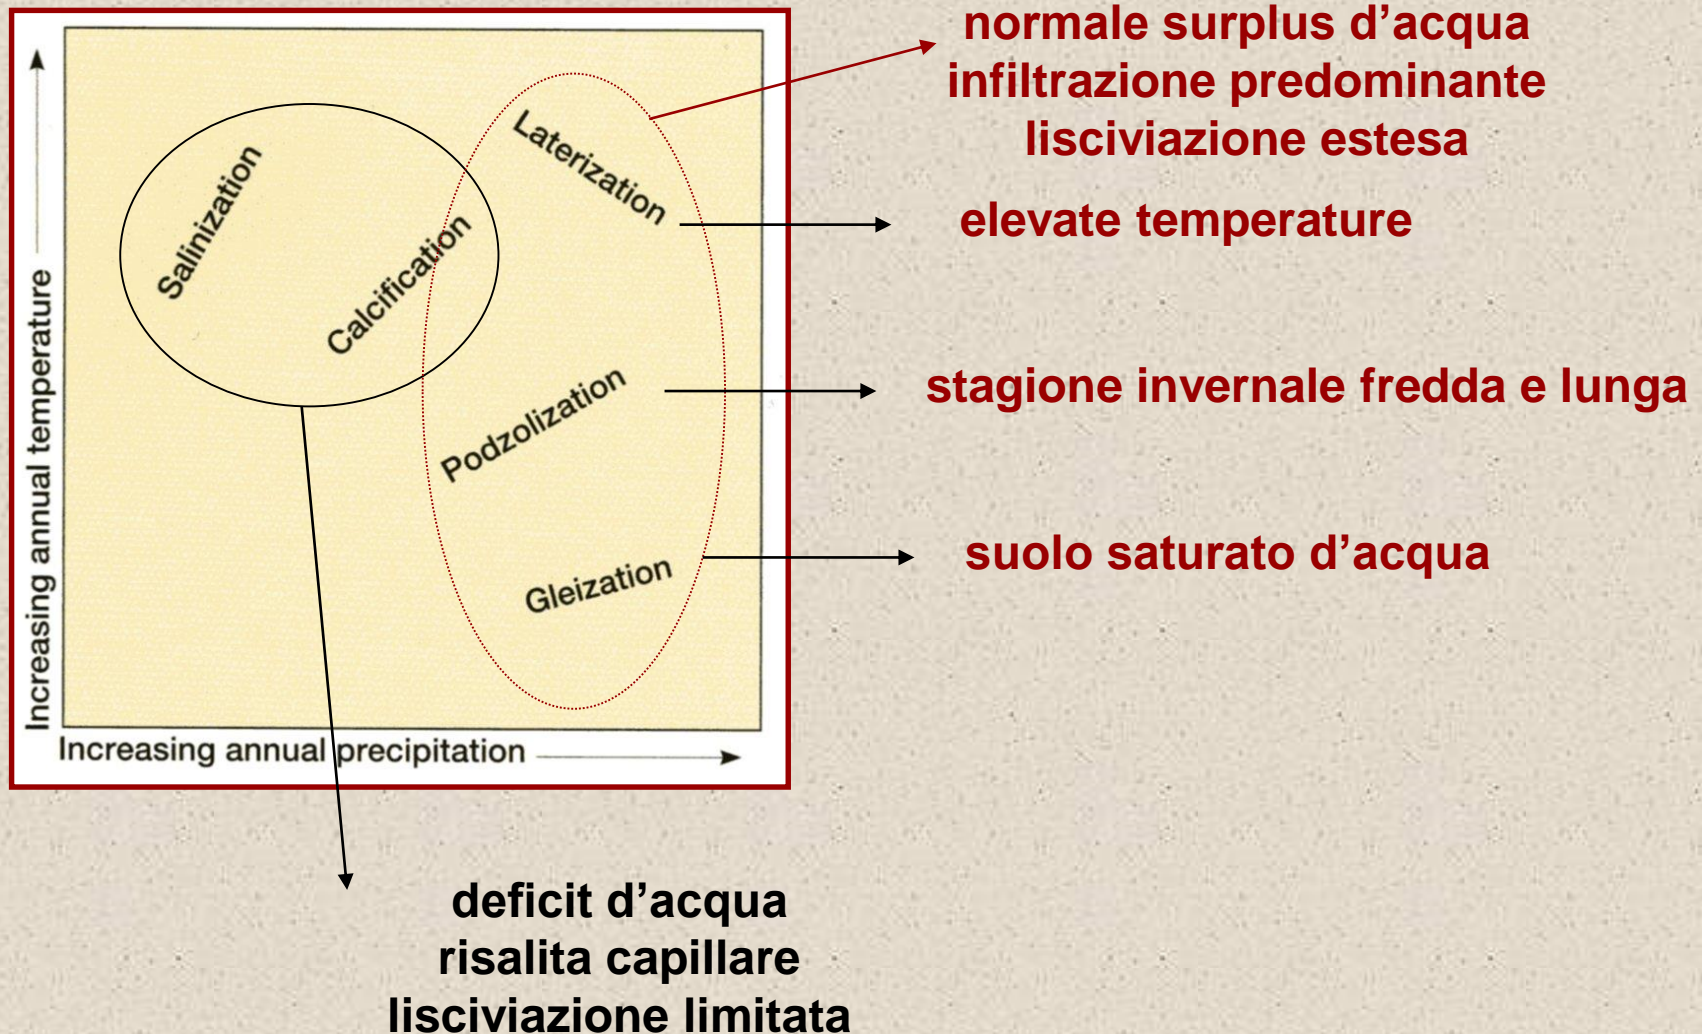 normale surplus d’acqua
infiltrazione predominante
lisciviazione estesa
Laterization
elevate temperature
Salinization
Calcification
stagione invernale fredda e lunga
Podzolization
suolo saturato d’acqua
Gleization
Increasing annual temperature
Increasing annual precipitation
deficit d’acqua
risalita capillare
lisciviazione limitata